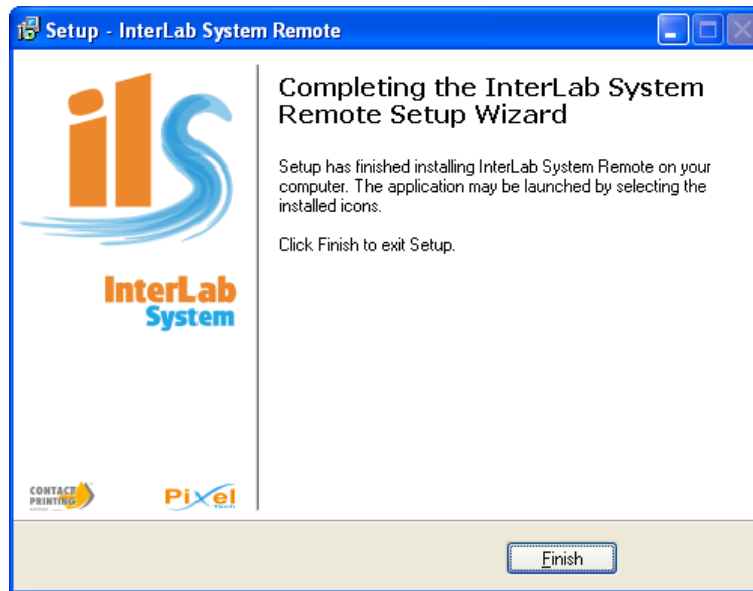 Setup - InterLab System Remote
ils
Completing the InterLab System
Remote Setup Wizard
Setup has finished installing InterLab System Remote on your
computer. The application may be launched by selecting the
installed icons.
Click Finish to exit Setup.
InterLab
System
CONTACT
PRINTING
Pixel
Tech
Finish